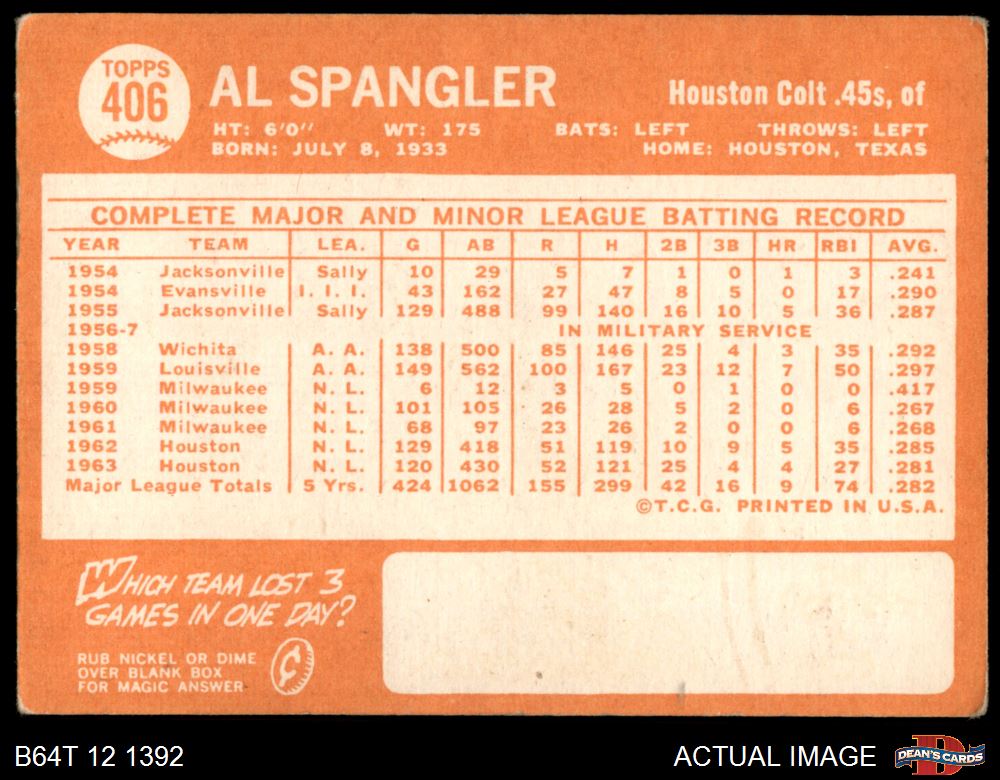 TOPPS
406
AL SPANGLER
Houston Colt .45s, of
HT: 6'0" WT: 175 BATS: LEFT THROWS: LEFT
BORN: JULY 8, 1933 HOME: HOUSTON, TEXAS
COMPLETE MAJOR AND MINOR LEAGUE BATTING RECORD
YEAR TEAM LEA. G AB R H 2B 3B HR RBI AVG.
1954 Jacksonville Sally 10 29 5 7 1 0 1 3 .241
1954 Evansville I. I. I. 43 162 27 47 8 5 0 17 .290
1955 Jacksonville Sally 129 488 99 140 16 10 5 36 .287
1956-7 IN MILITARY SERVICE
1958 Wichita A. A. 138 500 85 146 25 4 3 35 .292
1959 Louisville A. A. 149 562 100 167 23 12 7 50 .297
1959 Milwaukee N. L. 6 12 3 5 0 1 0 0 .417
1960 Milwaukee N. L. 101 105 26 28 5 2 0 6 .267
1961 Milwaukee N. L. 68 97 23 26 2 0 0 6 .268
1962 Houston N. L. 129 418 51 119 10 9 5 35 .285
1963 Houston N. L. 120 430 52 121 25 4 4 27 .281
Major League Totals 5 Yrs. 424 1062 155 299 42 16 9 74 .282
©T.C.G. PRINTED IN U.S.A.
WHICH TEAM LOST 3
GAMES IN ONE DAY?
RUB NICKEL OR DIME
OVER BLANK BOX
FOR MAGIC ANSWER
¢
B64T 12 1392
ACTUAL IMAGE
D
DEAN'S CARDS